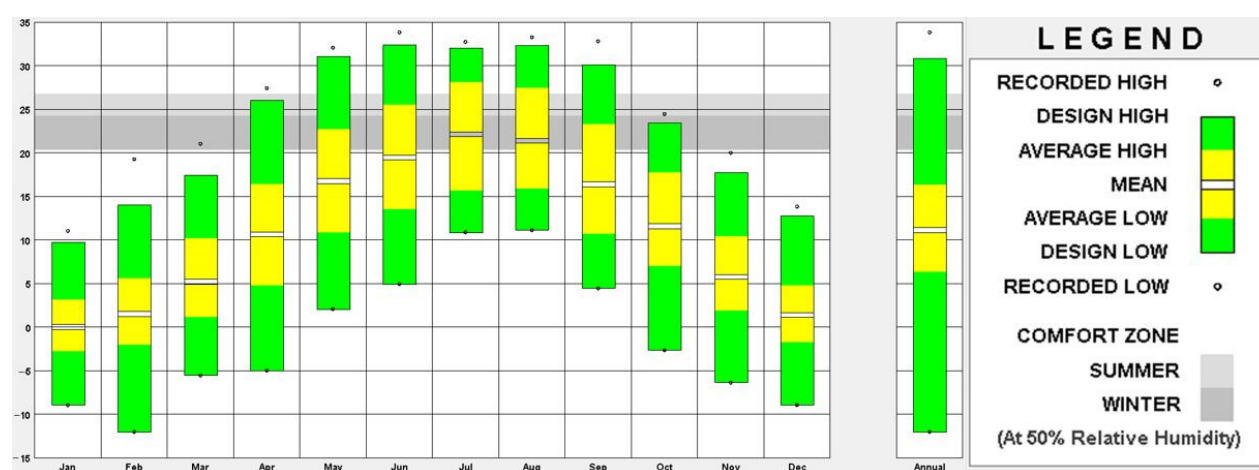 35
30
25
20
15
10
5
0
−5
−10
−15
Jan Feb Mar Apr May Jun Jul Aug Sep Oct Nov Dec Annual
LEGEND
RECORDED HIGH
DESIGN HIGH
AVERAGE HIGH
MEAN
AVERAGE LOW
DESIGN LOW
RECORDED LOW
COMFORT ZONE
SUMMER
WINTER
(At 50% Relative Humidity)